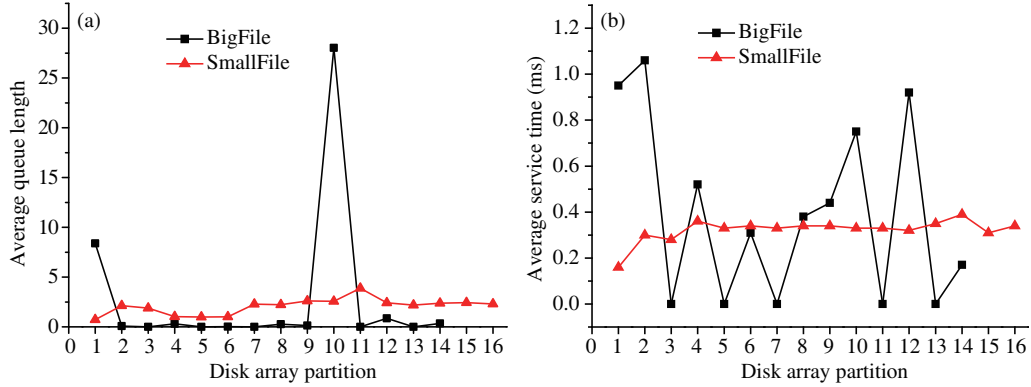 (a)
BigFile
SmallFile
30
25
20
15
10
5
0
Average queue length
0 1 2 3 4 5 6 7 8 9 10 11 12 13 14 15 16
Disk array partition
(b)
BigFile
SmallFile
1.2
1.0
0.8
0.6
0.4
0.2
0.0
Average service time (ms)
0 1 2 3 4 5 6 7 8 9 10 11 12 13 14 15 16
Disk array partition